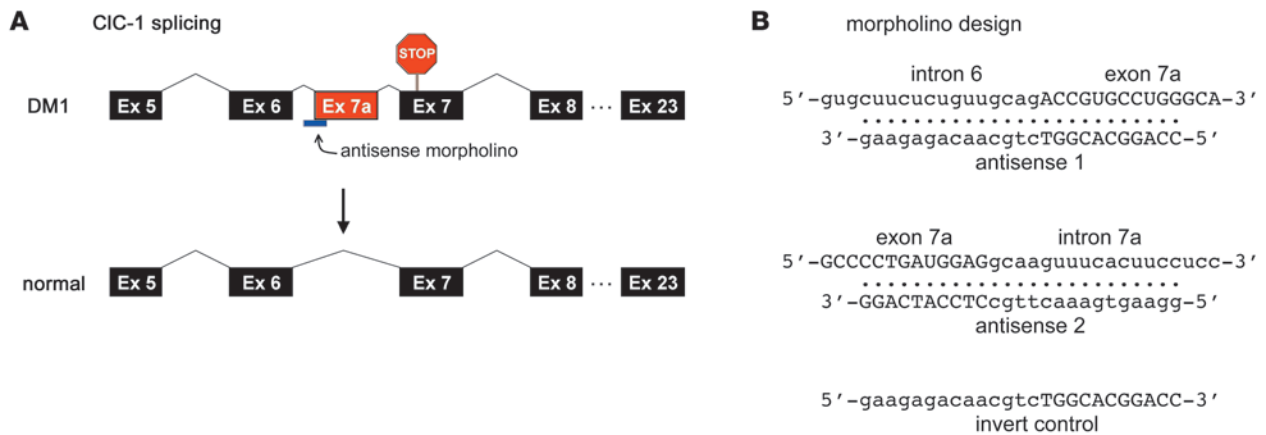 A
ClC-1 splicing
STOP
DM1
Ex 5
Ex 6
Ex 7a
Ex 7
Ex 8
...
Ex 23
antisense morpholino
normal
Ex 5
Ex 6
Ex 7
Ex 8
...
Ex 23
B
morpholino design
intron 6 exon 7a
5′-gugcuucucuguugcagACCGUGCCUGGGCA-3′
3′-gaagagacaacgtcTGGCACGGACC-5′
antisense 1
exon 7a intron 7a
5′-GCCCCTGAUGGAGgcaaguuucacuuccucc-3′
3′-GGACTACCTCcgttcaaagtgaagg-5′
antisense 2
5′-gaagagacaacgtcTGGCACGGACC-3′
invert control